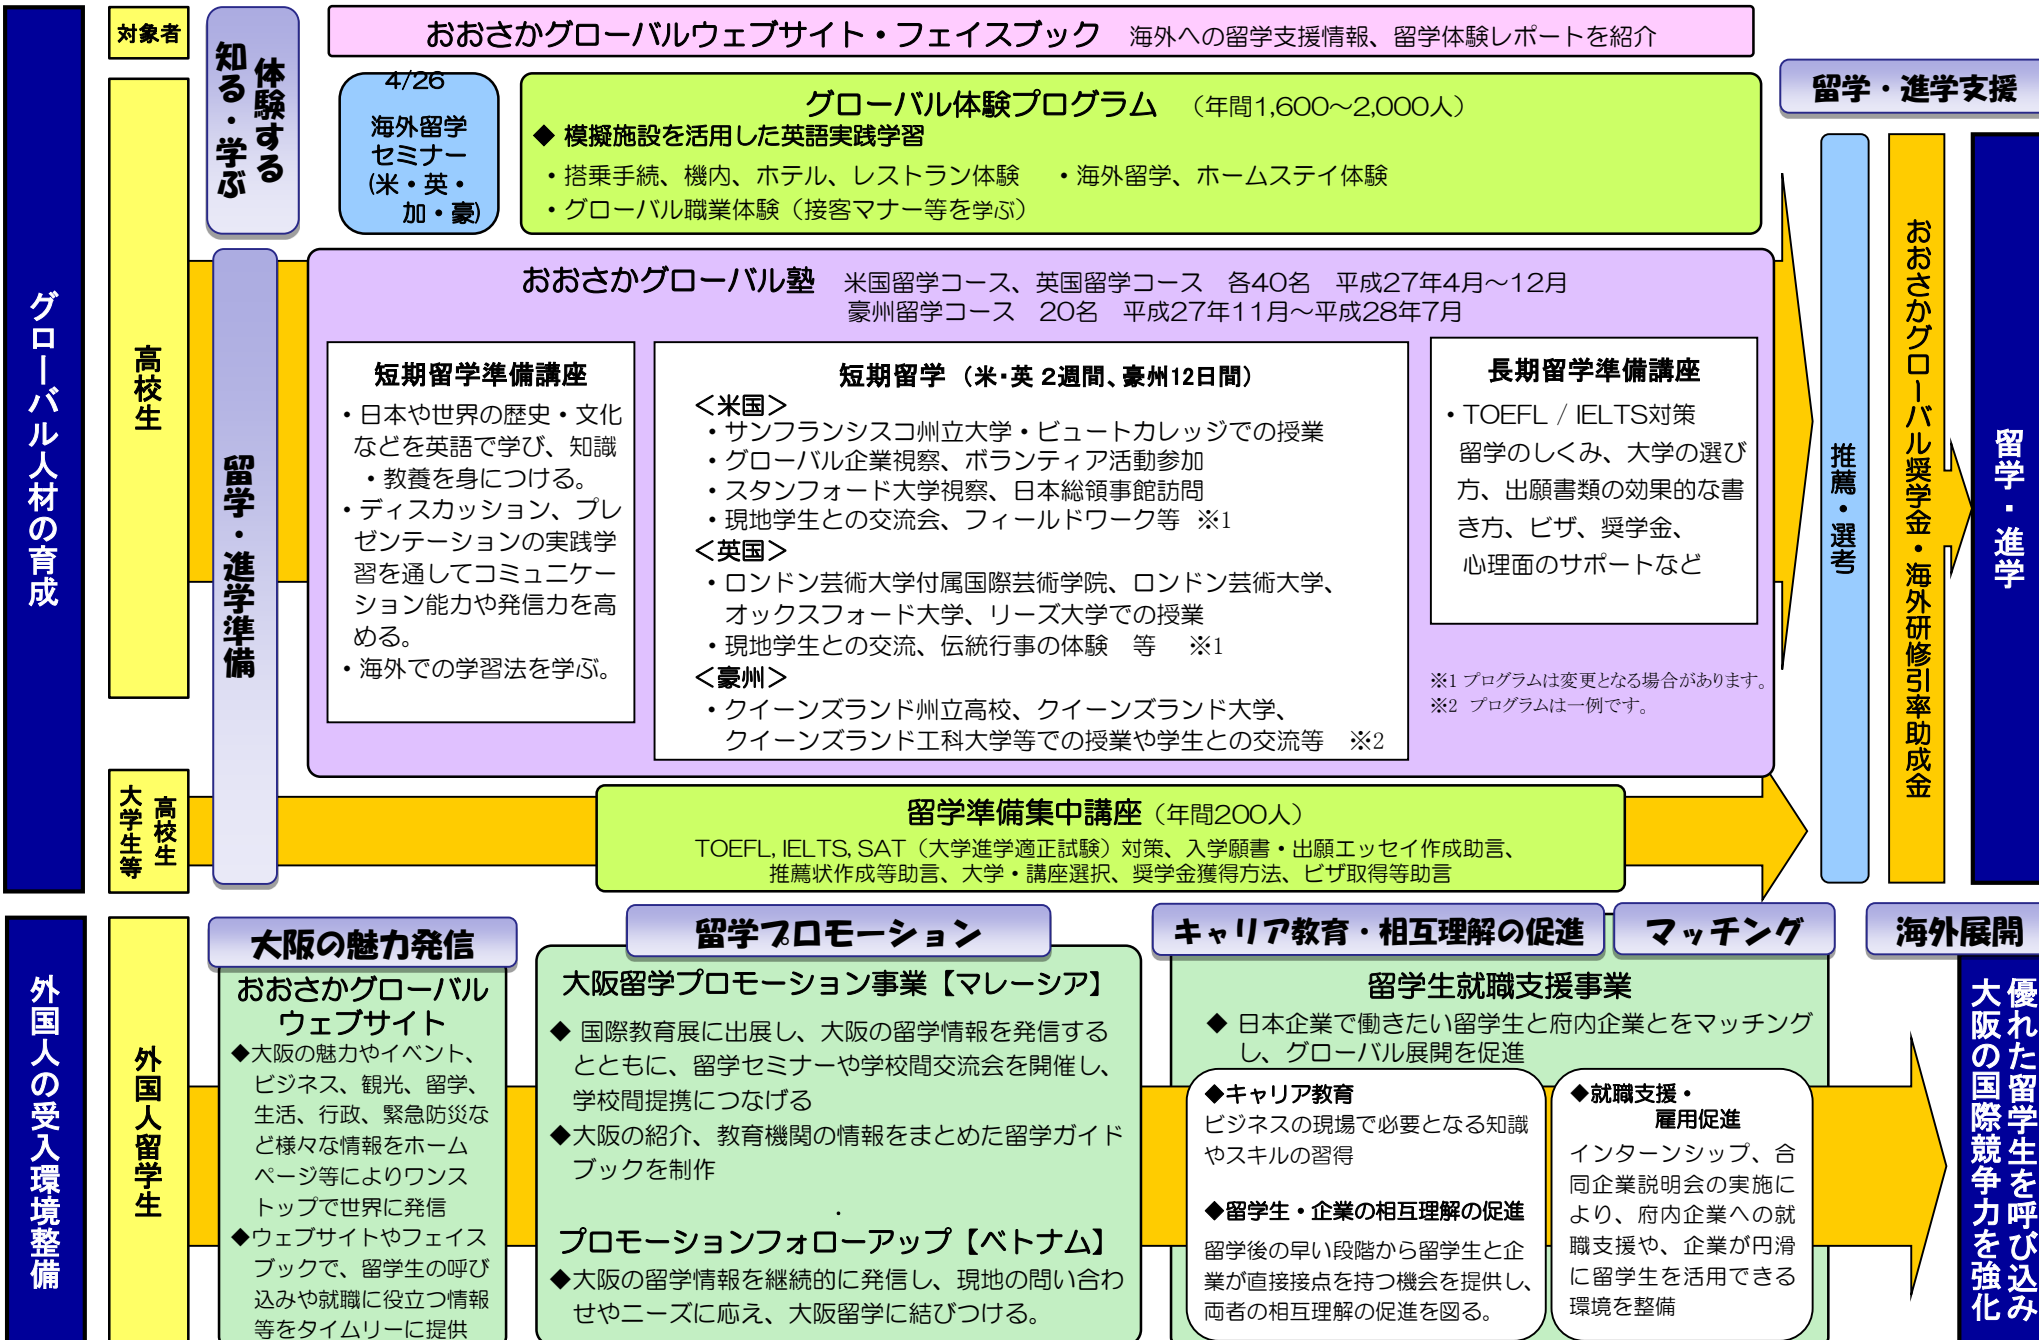 対象者
知る・学ぶ
体験する
おおさかグローバルウェブサイト・フェイスブック 海外への留学支援情報、留学体験レポートを紹介
4/26
海外留学
セミナー
(米・英・
加・豪)
グローバル体験プログラム （年間1,600～2,000人）
◆ 模擬施設を活用した英語実践学習
・搭乗手続、機内、ホテル、レストラン体験 ・海外留学、ホームステイ体験
・グローバル職業体験（接客マナー等を学ぶ）
留学・進学支援
グローバル人材の育成
高校生
留学・進学準備
おおさかグローバル塾 米国留学コース、英国留学コース 各40名 平成27年4月～12月
豪州留学コース 20名 平成27年11月～平成28年7月
短期留学準備講座
・日本や世界の歴史・文化
などを英語で学び、知識
・教養を身につける。
・ディスカッション、プレ
ゼンテーションの実践学
習を通してコミュニケー
ション能力や発信力を高
める。
・海外での学習法を学ぶ。
短期留学（米・英 2週間、豪州12日間）
＜米国＞
・サンフランシスコ州立大学・ビュートカレッジでの授業
・グローバル企業視察、ボランティア活動参加
・スタンフォード大学視察、日本総領事館訪問
・現地学生との交流会、フィールドワーク等 ※1
＜英国＞
・ロンドン芸術大学付属国際芸術学院、ロンドン芸術大学、
オックスフォード大学、リーズ大学での授業
・現地学生との交流、伝統行事の体験 等 ※1
＜豪州＞
・クイーンズランド州立高校、クイーンズランド大学、
クイーンズランド工科大学等での授業や学生との交流等 ※2
長期留学準備講座
・TOEFL / IELTS対策
留学のしくみ、大学の選び
方、出願書類の効果的な書
き方、ビザ、奨学金、
心理面のサポートなど
※1 プログラムは変更となる場合があります。
※2 プログラムは一例です。
推薦・選考
おおさかグローバル奨学金・海外研修引率助成金
留学・進学
高校生
大学生等
留学準備集中講座（年間200人）
TOEFL, IELTS, SAT（大学進学適正試験）対策、入学願書・出願エッセイ作成助言、
推薦状作成等助言、大学・講座選択、奨学金獲得方法、ビザ取得等助言
外国人の受入環境整備
外国人留学生
大阪の魅力発信
おおさかグローバル
ウェブサイト
◆大阪の魅力やイベント、
ビジネス、観光、留学、
生活、行政、緊急防災な
ど様々な情報をホーム
ページ等によりワンス
トップで世界に発信
◆ウェブサイトやフェイス
ブックで、留学生の呼び
込みや就職に役立つ情報
等をタイムリーに提供
留学プロモーション
大阪留学プロモーション事業【マレーシア】
◆ 国際教育展に出展し、大阪の留学情報を発信する
とともに、留学セミナーや学校間交流会を開催し、
学校間提携につなげる
◆大阪の紹介、教育機関の情報をまとめた留学ガイド
ブックを制作
.
プロモーションフォローアップ【ベトナム】
◆大阪の留学情報を継続的に発信し、現地の問い合わ
せやニーズに応え、大阪留学に結びつける。
キャリア教育・相互理解の促進
マッチング
留学生就職支援事業
◆ 日本企業で働きたい留学生と府内企業とをマッチング
し、グローバル展開を促進
◆キャリア教育
ビジネスの現場で必要となる知識
やスキルの習得
◆留学生・企業の相互理解の促進
留学後の早い段階から留学生と企
業が直接接点を持つ機会を提供し、
両者の相互理解の促進を図る。
◆就職支援・
雇用促進
インターンシップ、合
同企業説明会の実施に
より、府内企業への就
職支援や、企業が円滑
に留学生を活用できる
環境を整備
海外展開
優れた留学生を呼び込み
大阪の国際競争力を強化